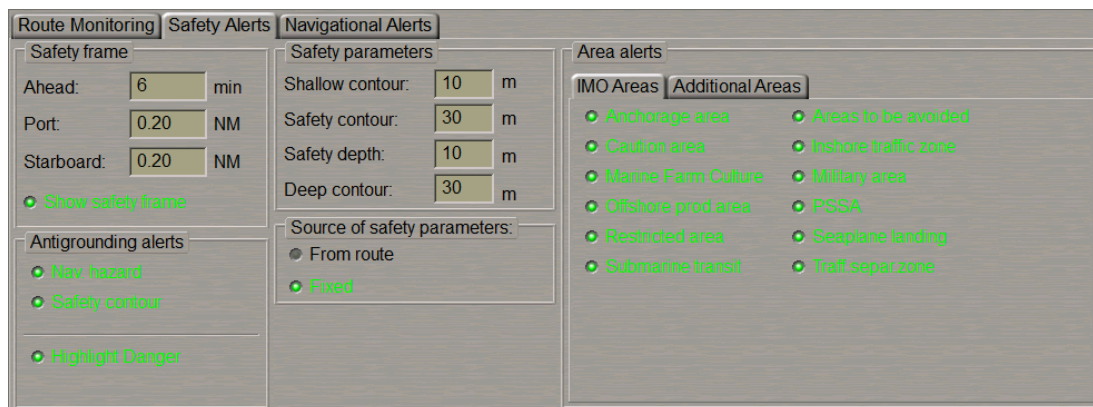 Route Monitoring Safety Alerts Navigational Alerts
Safety frame
Ahead: 6 min
Port: 0.20 NM
Starboard: 0.20 NM
Show safety frame
Antigrounding alerts
Nav. hazard
Safety contour
Highlight Danger
Safety parameters
Shallow contour: 10 m
Safety contour: 30 m
Safety depth: 10 m
Deep contour: 30 m
Source of safety parameters:
From route
Fixed
Area alerts
IMO Areas Additional Areas
Anchorage area Areas to be avoided
Caution area Inshore traffic zone
Marine Farm Culture Military area
Offshore prod area PSSA
Restricted area Seaplane landing
Submarine transit Traff.separ.zone